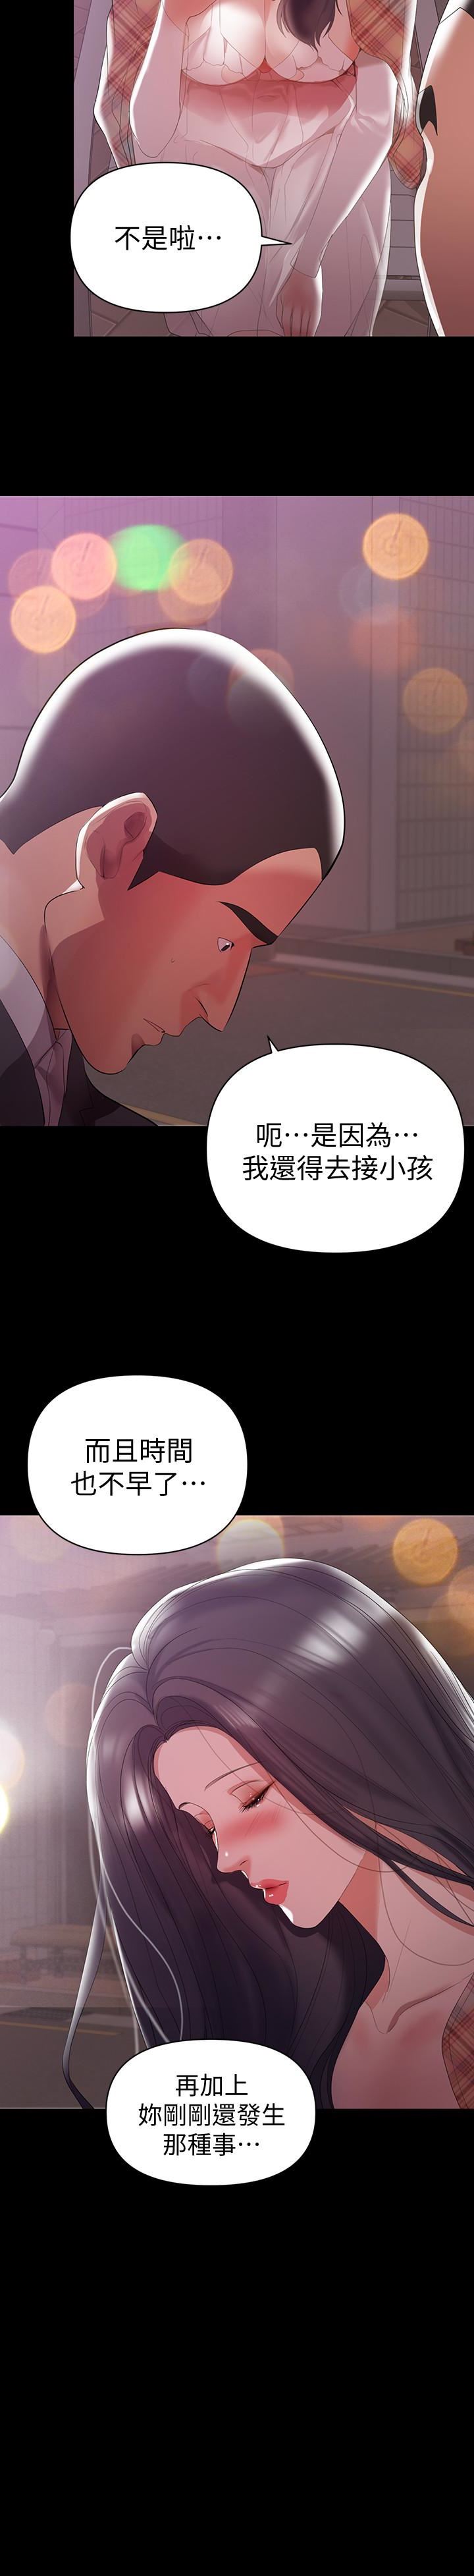 不是啦⋯
呃⋯是因為⋯
我還得去接小孩
而且時間
也不早了⋯
再加上
妳剛剛還發生
那種事⋯